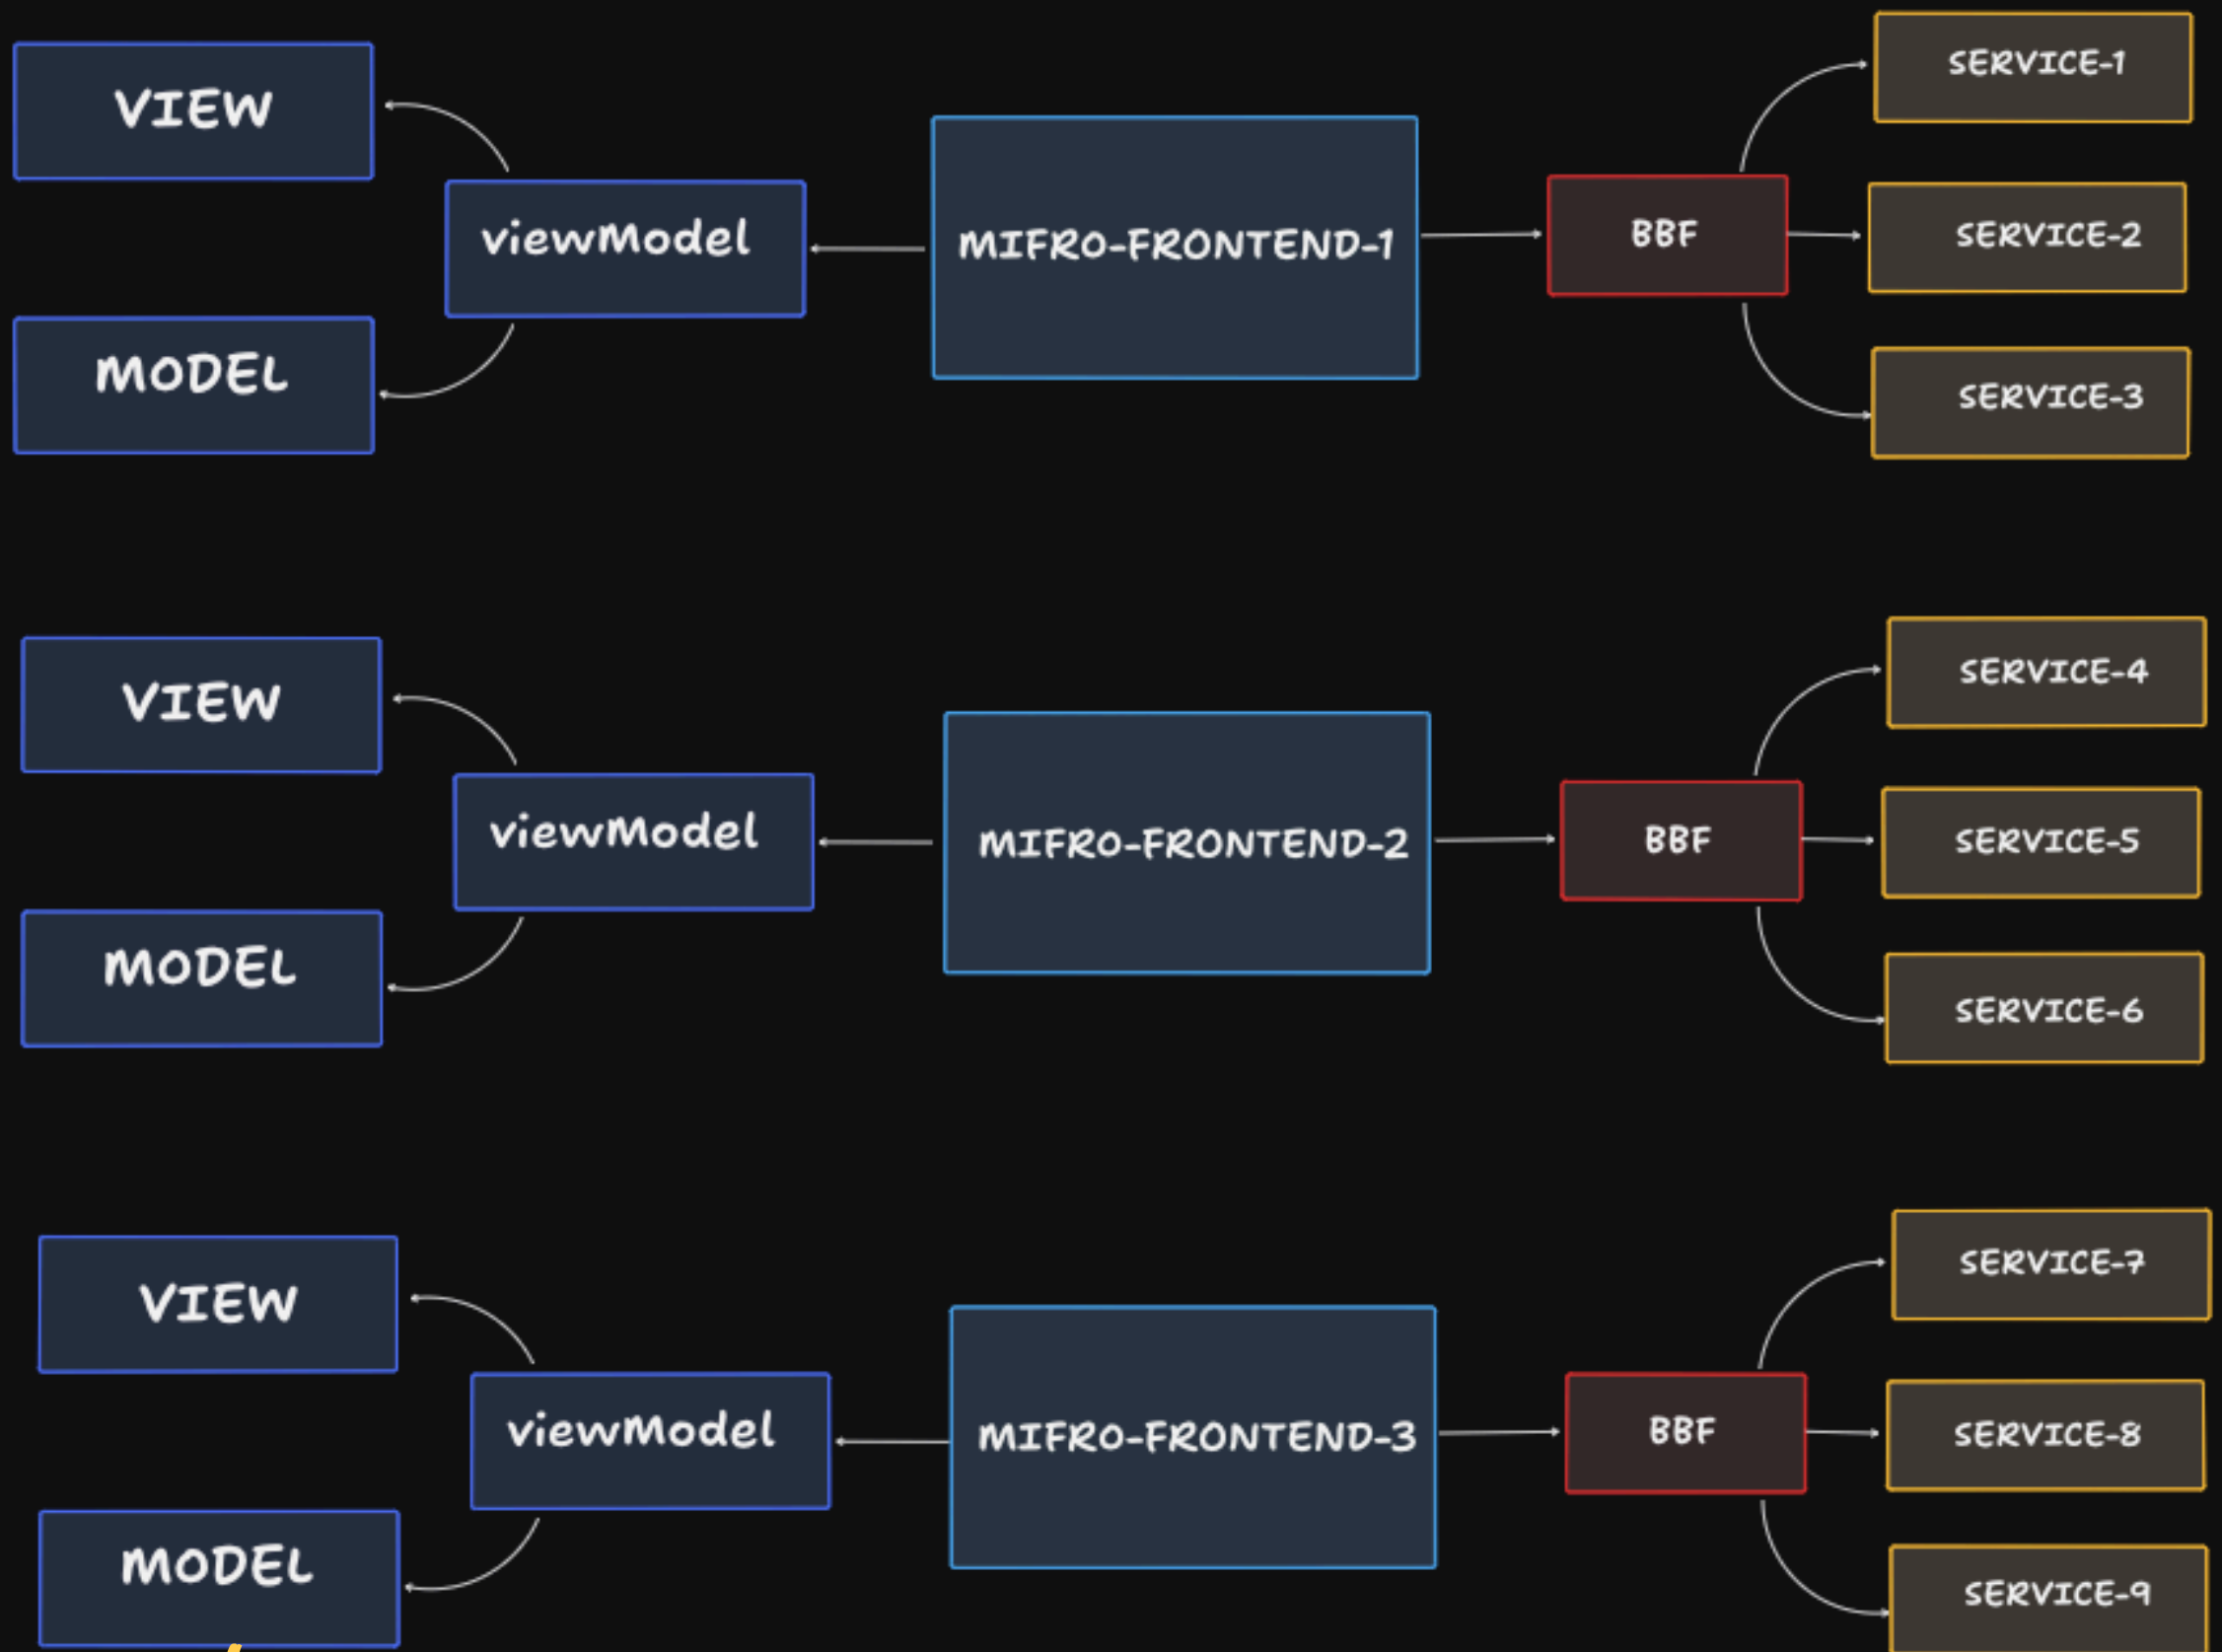 VIEW
viewModel
MODEL
MIFRO-FRONTEND-1
BBF
SERVICE-1
SERVICE-2
SERVICE-3
VIEW
viewModel
MODEL
MIFRO-FRONTEND-2
BBF
SERVICE-4
SERVICE-5
SERVICE-6
VIEW
viewModel
MODEL
MIFRO-FRONTEND-3
BBF
SERVICE-7
SERVICE-8
SERVICE-9